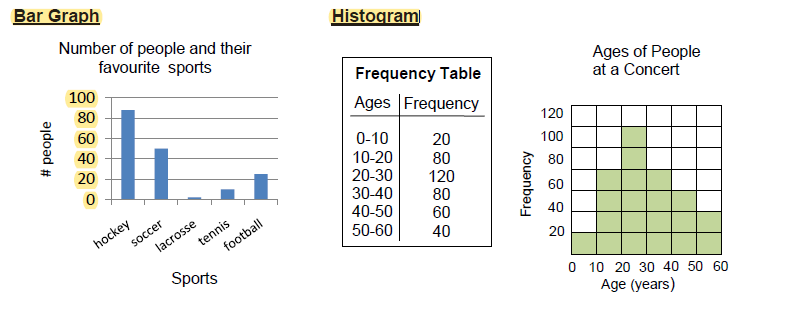 Bar Graph
Number of people and their
favourite sports
# people
100
80
60
40
20
0
hockey
soccer
lacrosse
tennis
football
Sports
Histogram
Frequency Table
Ages Frequency
0-10 20
10-20 80
20-30 120
30-40 80
40-50 60
50-60 40
Ages of People
at a Concert
Frequency
120
100
80
60
40
20
0 10 20 30 40 50 60
Age (years)